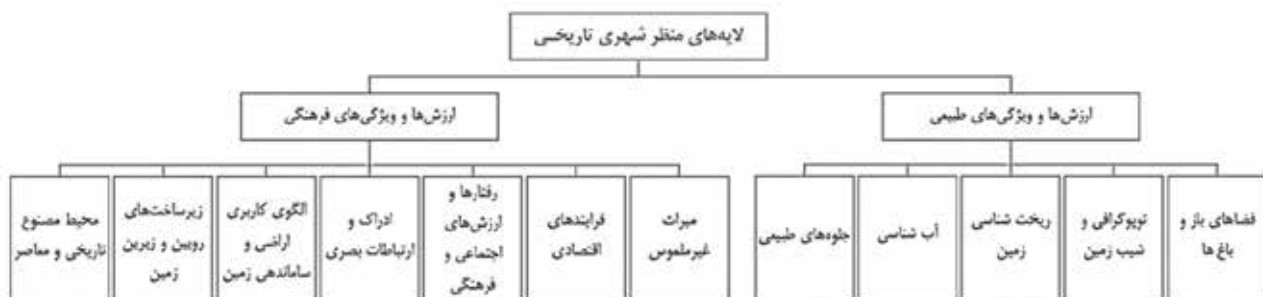 لایه‌های منظر شهری تاریخی
ارزش‌ها و ویژگی‌های طبیعی
ارزش‌ها و ویژگی‌های فرهنگی
فضاهای باز و
باغ ها
توپوگرافی و
شیب زمین
ریخت شناسی
زمین
آب شناسی
جلوه‌های طبیعی
میراث
غیرملموس
فرایندهای
اقتصادی
رفتارها و
ارزش‌های
اجتماعی و
فرهنگی
ادراک و
ارتباطات بصری
الگوی کاربری
اراضی و
ساماندهی زمین
زیرساخت‌های
رویین و زیرین
زمین
محیط مصنوع
تاریخی و معاصر